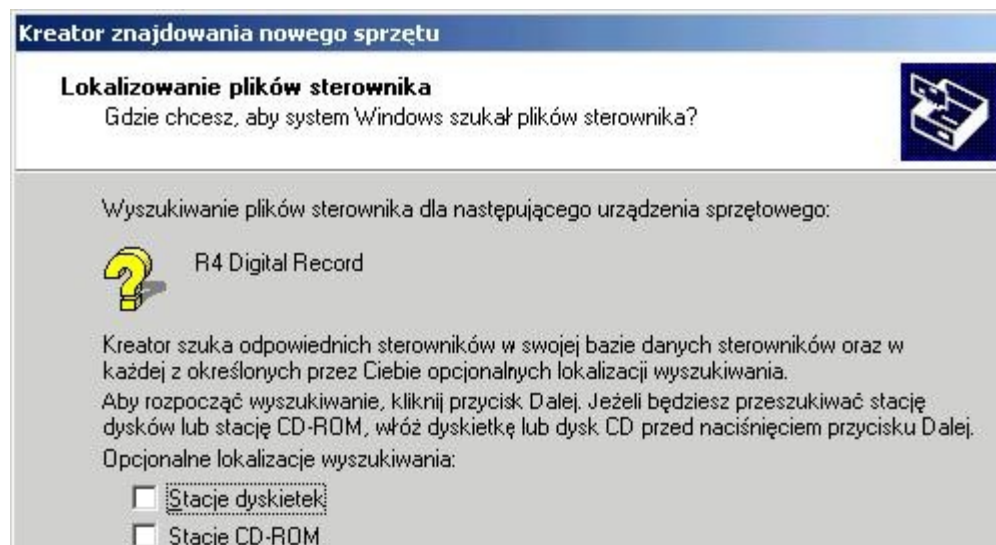 Kreator znajdowania nowego sprzętu
Lokalizowanie plików sterownika
Gdzie chcesz, aby system Windows szukał plików sterownika?
Wyszukiwanie plików sterownika dla następującego urządzenia sprzętowego:
R4 Digital Record
Kreator szuka odpowiednich sterowników w swojej bazie danych sterowników oraz w
każdej z określonych przez Ciebie opcjonalnych lokalizacji wyszukiwania.
Aby rozpocząć wyszukiwanie, kliknij przycisk Dalej. Jeżeli będziesz przeszukiwać stację
dysków lub stację CD-ROM, włóż dyskietkę lub dysk CD przed naciśnięciem przycisku Dalej.
Opcjonalne lokalizacje wyszukiwania:
Stacje dyskietek
Stacje CD-ROM